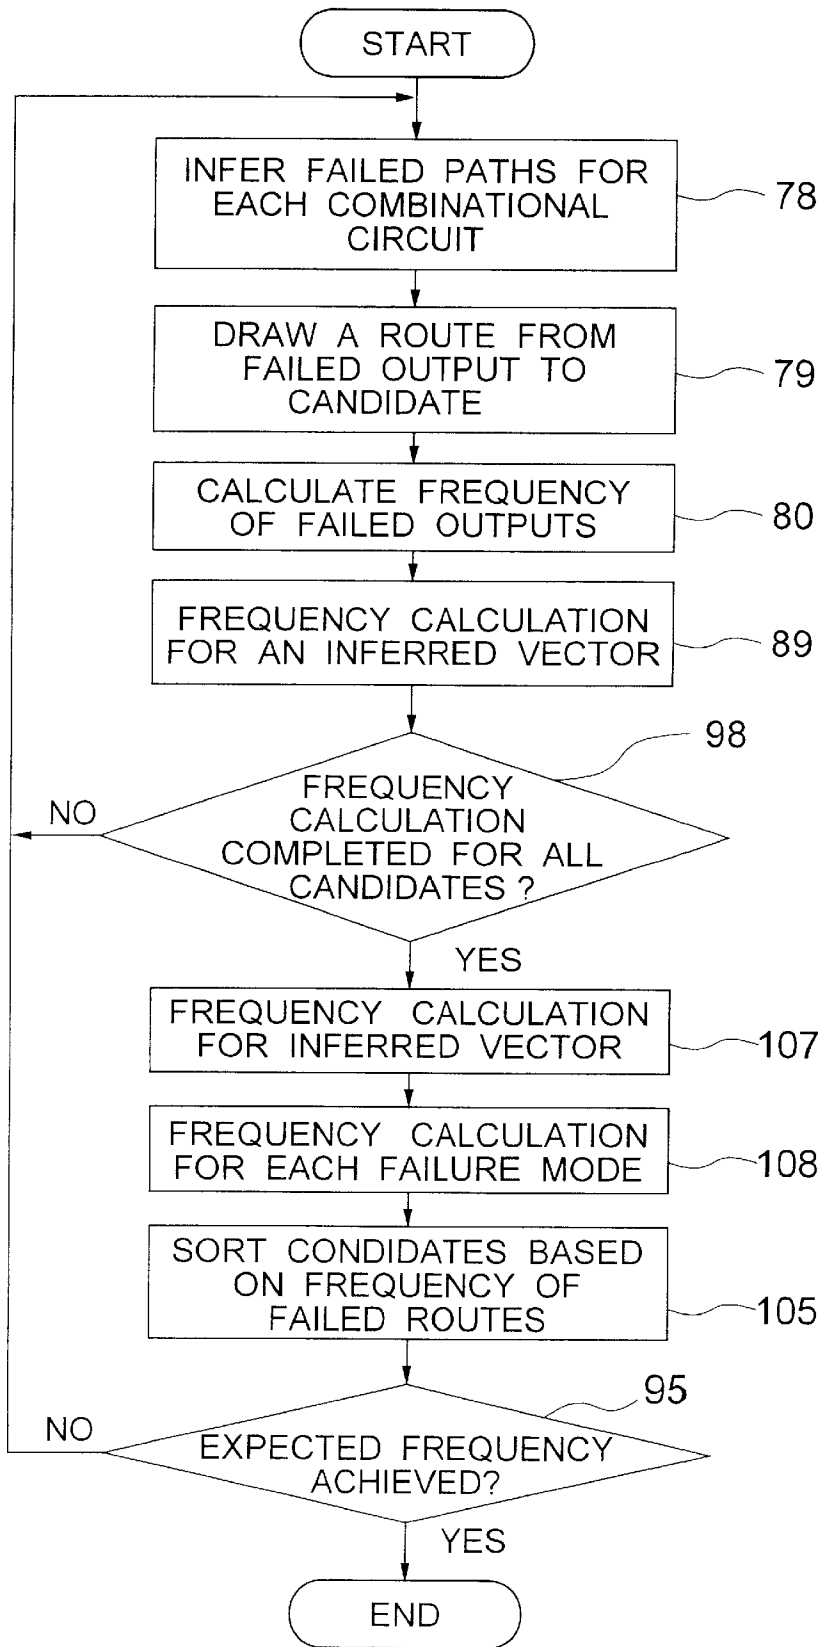 START
INFER FAILED PATHS FOR
EACH COMBINATIONAL
CIRCUIT
78
DRAW A ROUTE FROM
FAILED OUTPUT TO
CANDIDATE
79
CALCULATE FREQUENCY
OF FAILED OUTPUTS
80
FREQUENCY CALCULATION
FOR AN INFERRED VECTOR
89
98
FREQUENCY
CALCULATION
COMPLETED FOR ALL
CANDIDATES ?
NO
YES
FREQUENCY CALCULATION
FOR INFERRED VECTOR
107
FREQUENCY CALCULATION
FOR EACH FAILURE MODE
108
SORT CONDIDATES BASED
ON FREQUENCY OF
FAILED ROUTES
105
95
NO
EXPECTED FREQUENCY
ACHIEVED?
YES
END